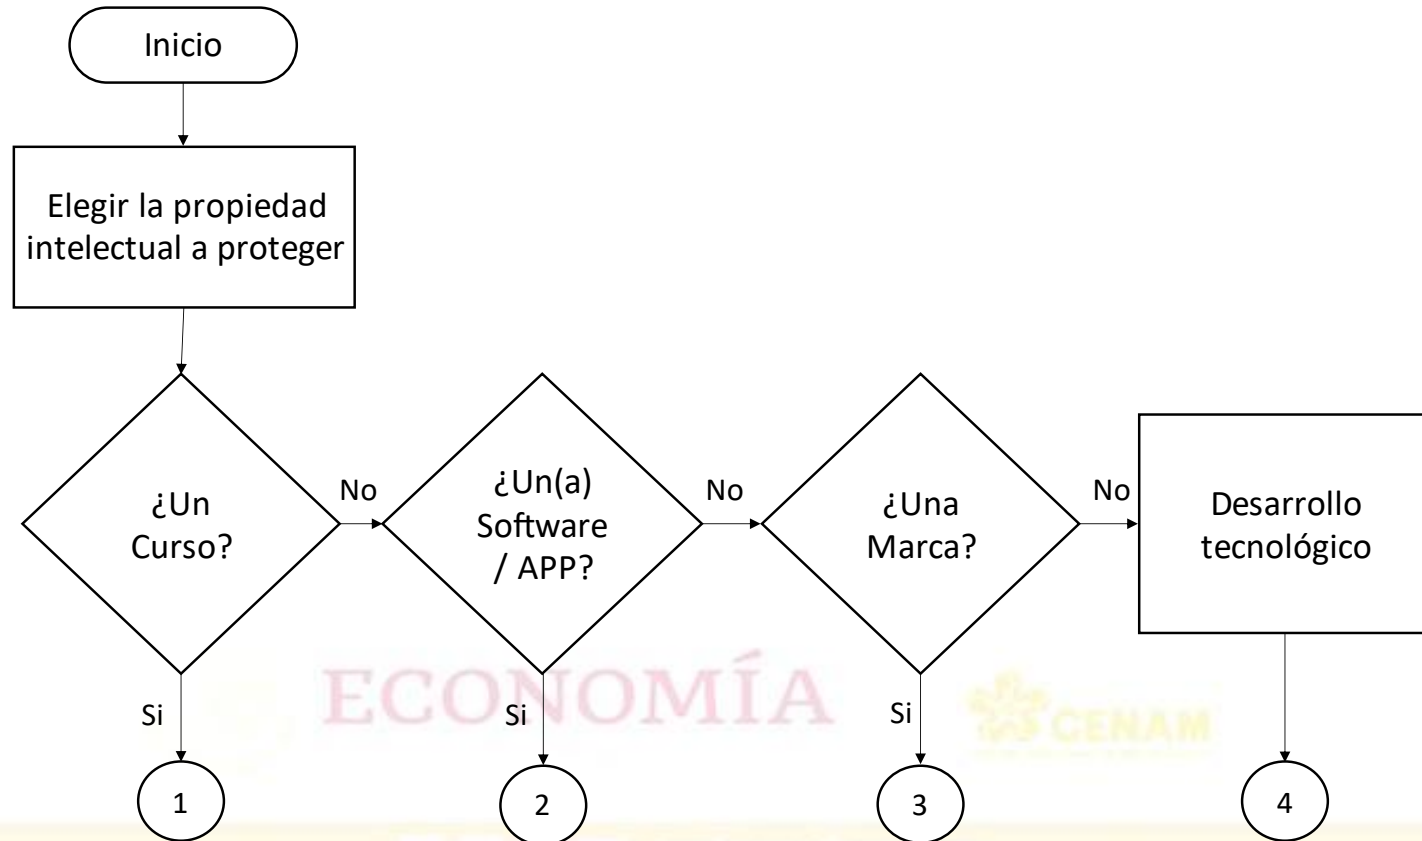 Inicio
Elegir la propiedad
intelectual a proteger
¿Un
Curso?
No
¿Un(a)
Software
/ APP?
No
¿Una
Marca?
No
Desarrollo
tecnológico
Si
Si
Si
ECONOMÍA
CENAM
1
2
3
4